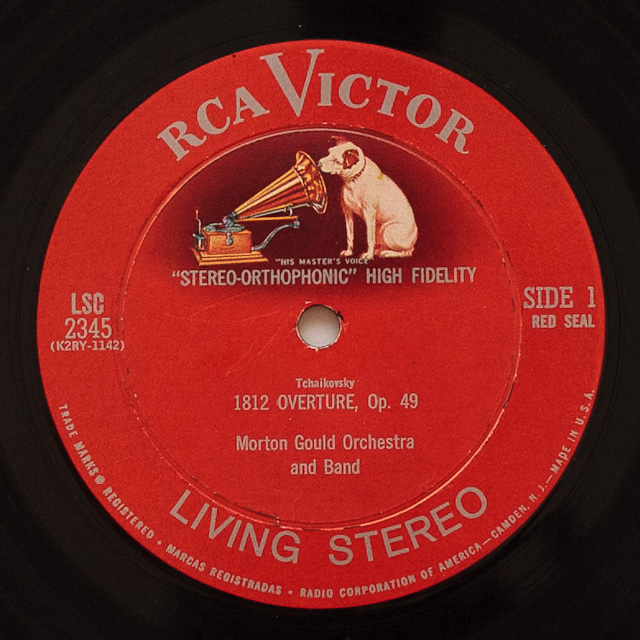 RCA VICTOR
"HIS MASTER'S VOICE"
"STEREO-ORTHOPHONIC" HIGH FIDELITY
LSC
2345
(K2RY-1142)
SIDE 1
RED SEAL
Tchaikovsky
1812 OVERTURE, Op. 49
Morton Gould Orchestra
and Band
LIVING STEREO
TRADE MARKS® REGISTERED • MARCAS REGISTRADAS • RADIO CORPORATION OF AMERICA—CAMDEN, N. J.—MADE IN U.S.A.